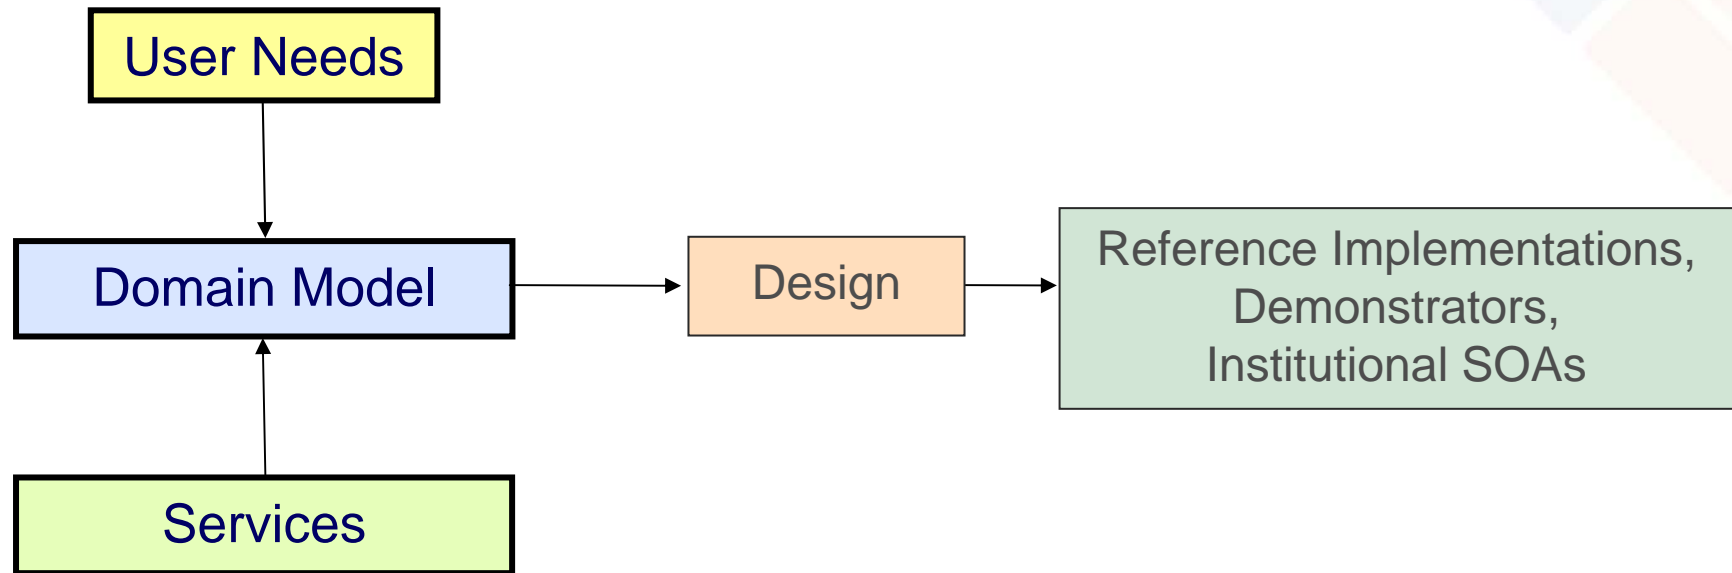 User Needs
Domain Model
Design
Reference Implementations,
Demonstrators,
Institutional SOAs
Services